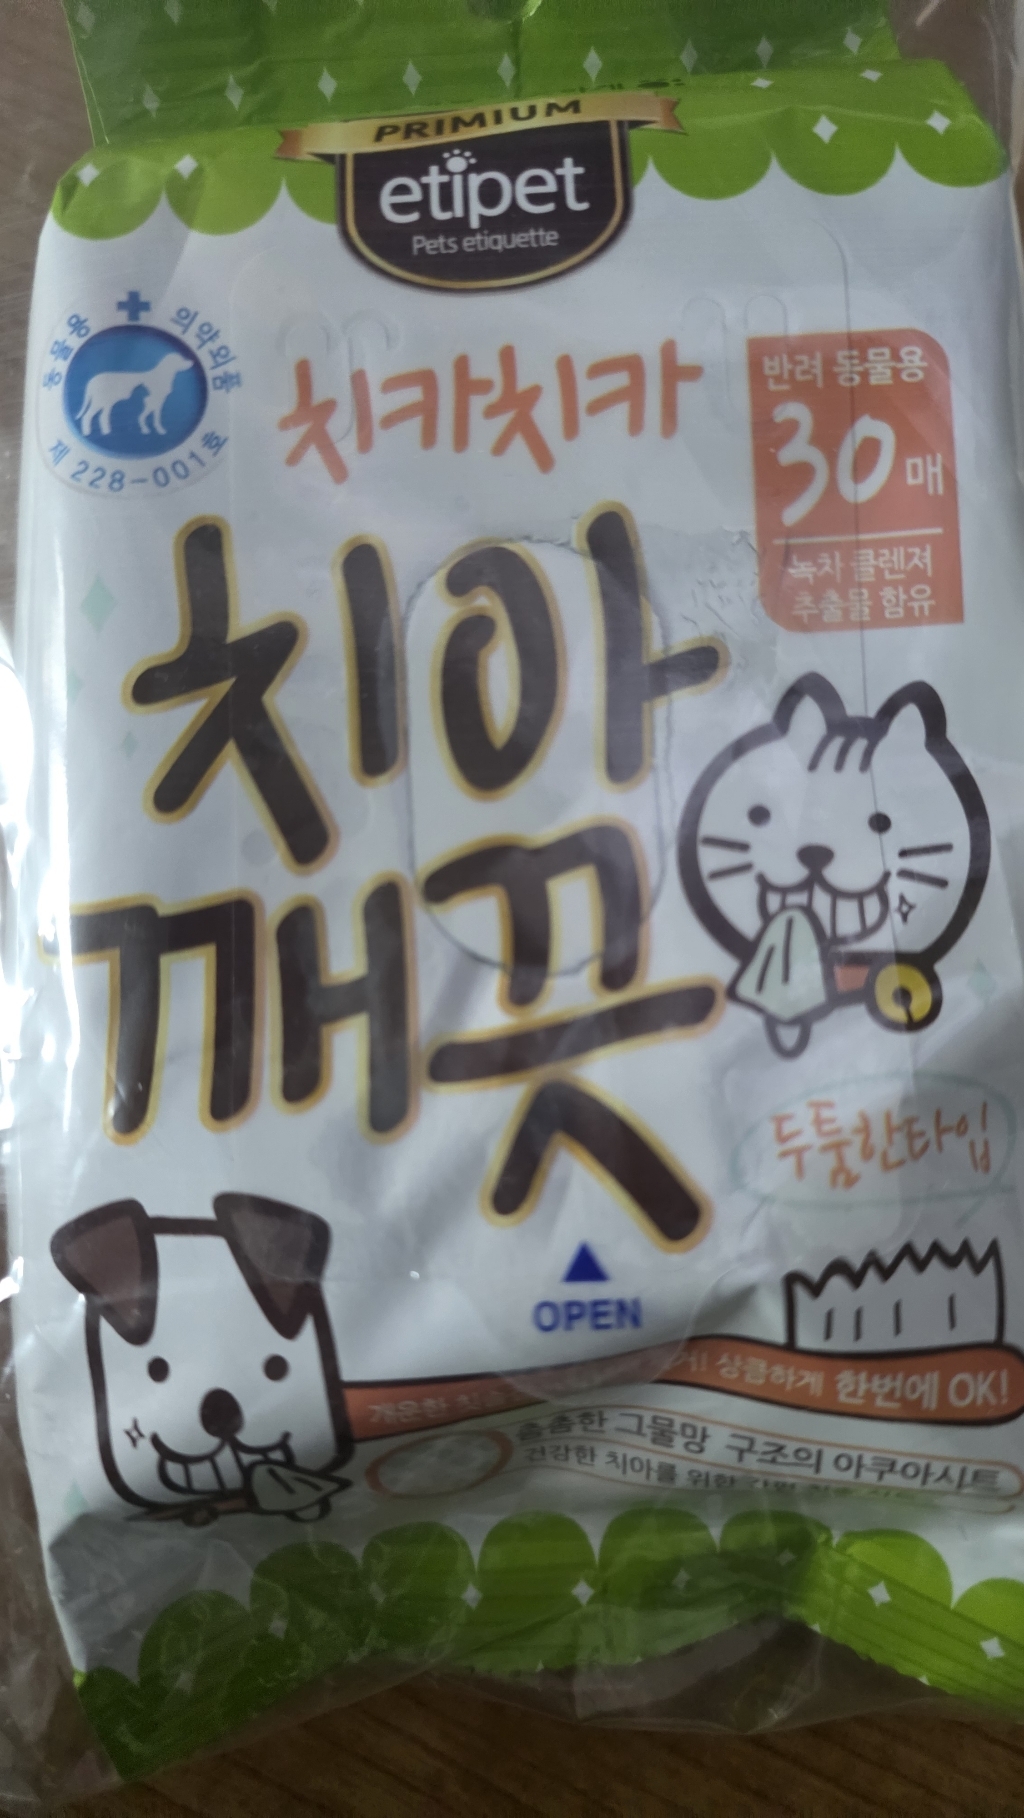 PRIMIUM
etipet
Pets etiquette
동물용 의약외품
제 228-001호
치카치카
반려 동물용
30매
녹차 클렌져
추출물 함유
치아
깨끗
두툼한타입
OPEN
개운한
상큼하게 한번에 OK!
촘촘한 그물망 구조의 아쿠아시트
건강한 치아를 위한